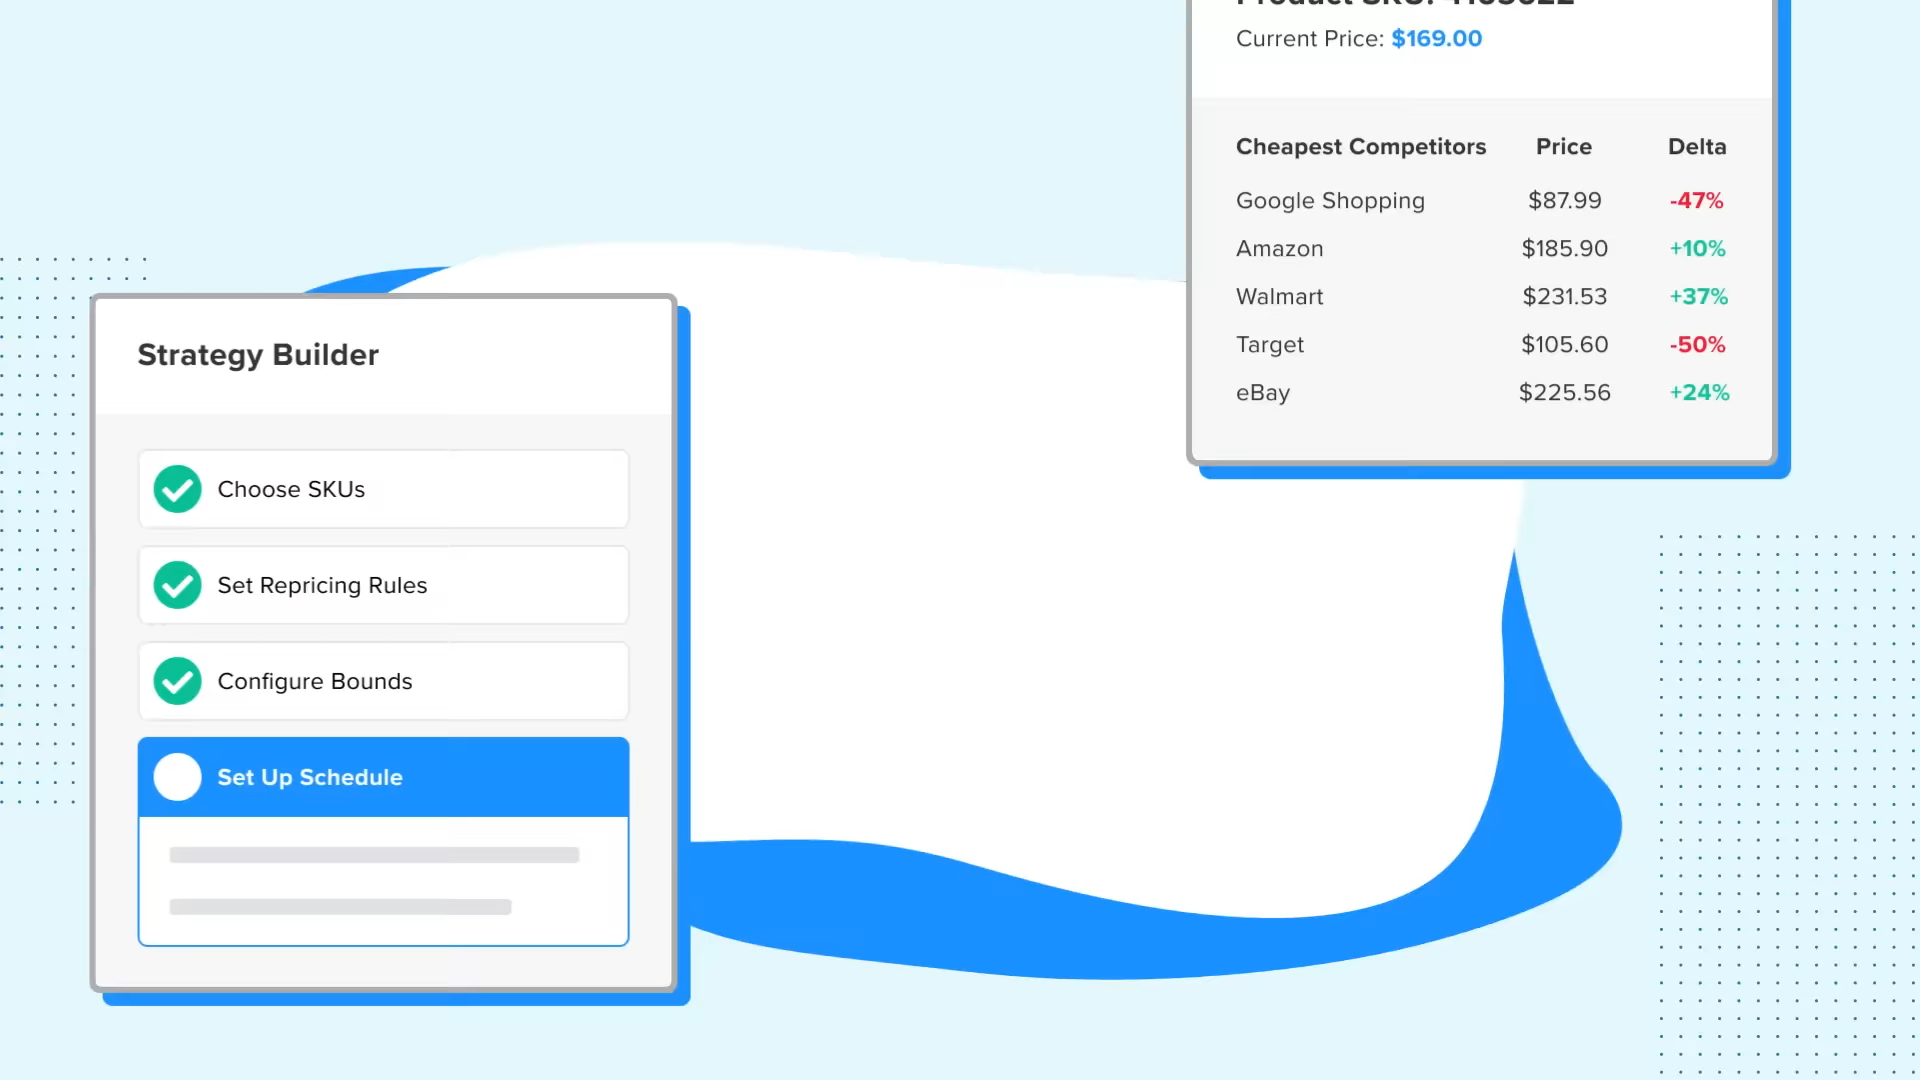 Current Price: $169.00
Cheapest Competitors Price Delta
Google Shopping $87.99 -47%
Amazon $185.90 +10%
Walmart $231.53 +37%
Target $105.60 -50%
eBay $225.56 +24%
Strategy Builder
Choose SKUs
Set Repricing Rules
Configure Bounds
Set Up Schedule